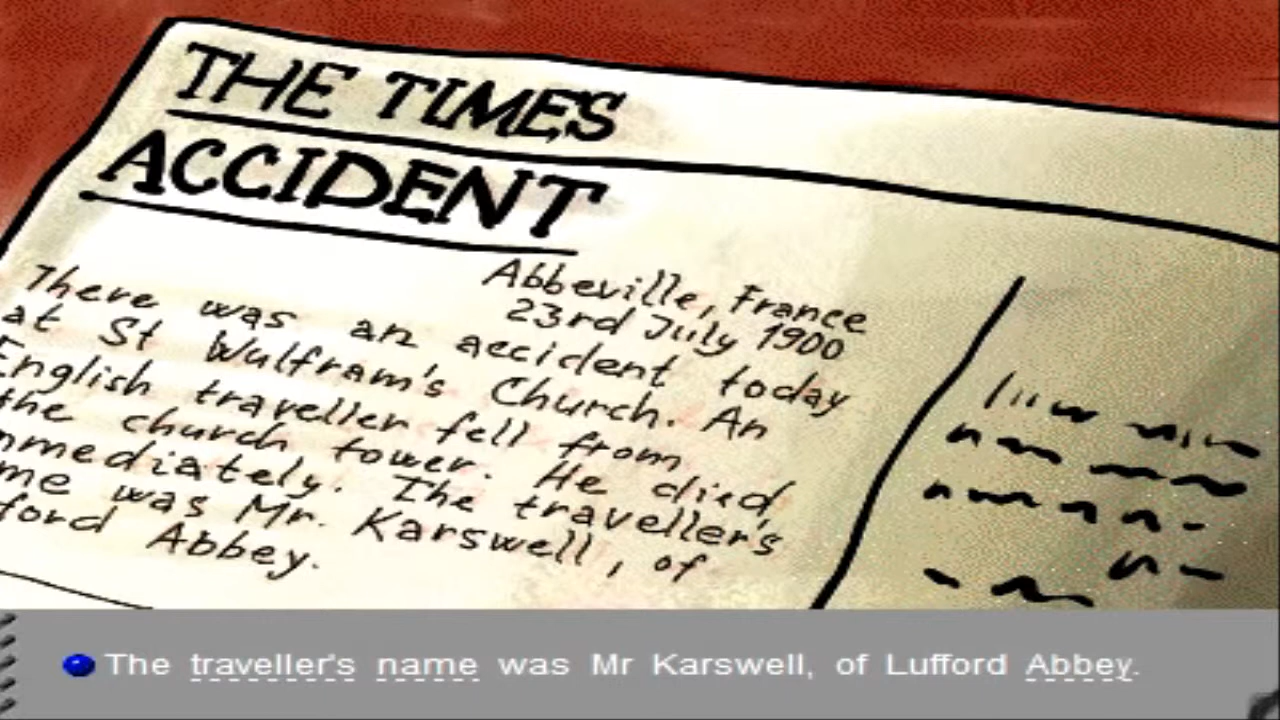 THE TIMES
ACCIDENT
Abbeville, France
23rd July 1900
There was an accident today
at St Wulfram's Church. An
English traveller fell from
the church tower. He died
mmediately. The traveller's
me was Mr. Karswell, of
ford Abbey.
The traveller's name was Mr Karswell, of Lufford Abbey.